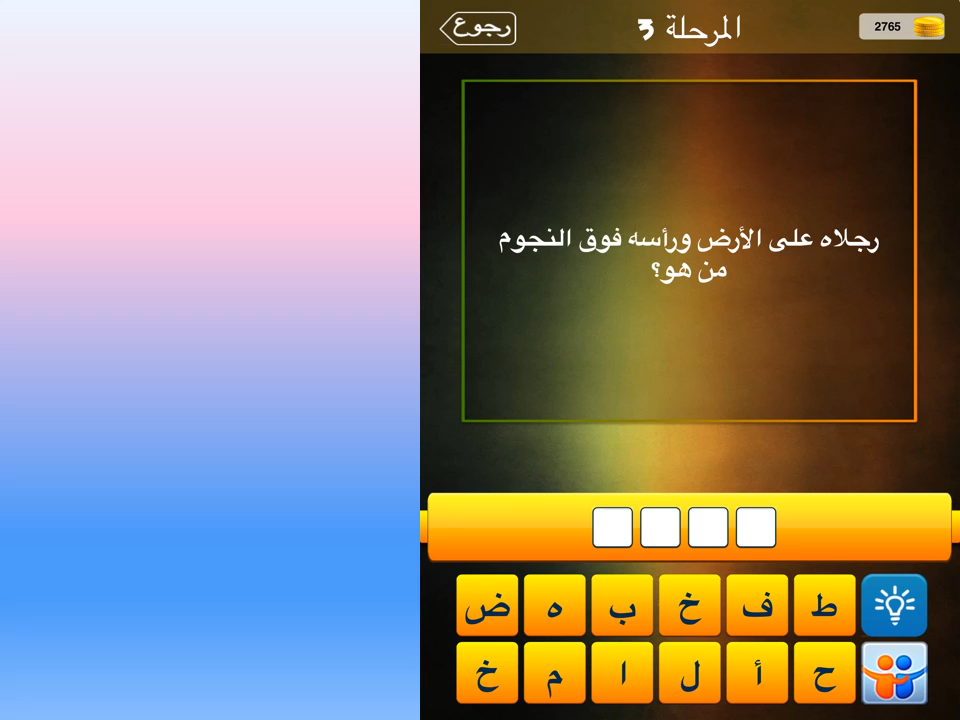 رجوع
المرحلة 3
2765
رجلاه على الأرض ورأسه فوق النجوم
من هو؟
ط ف خ ب ه ض
ح أ ل ا م خ